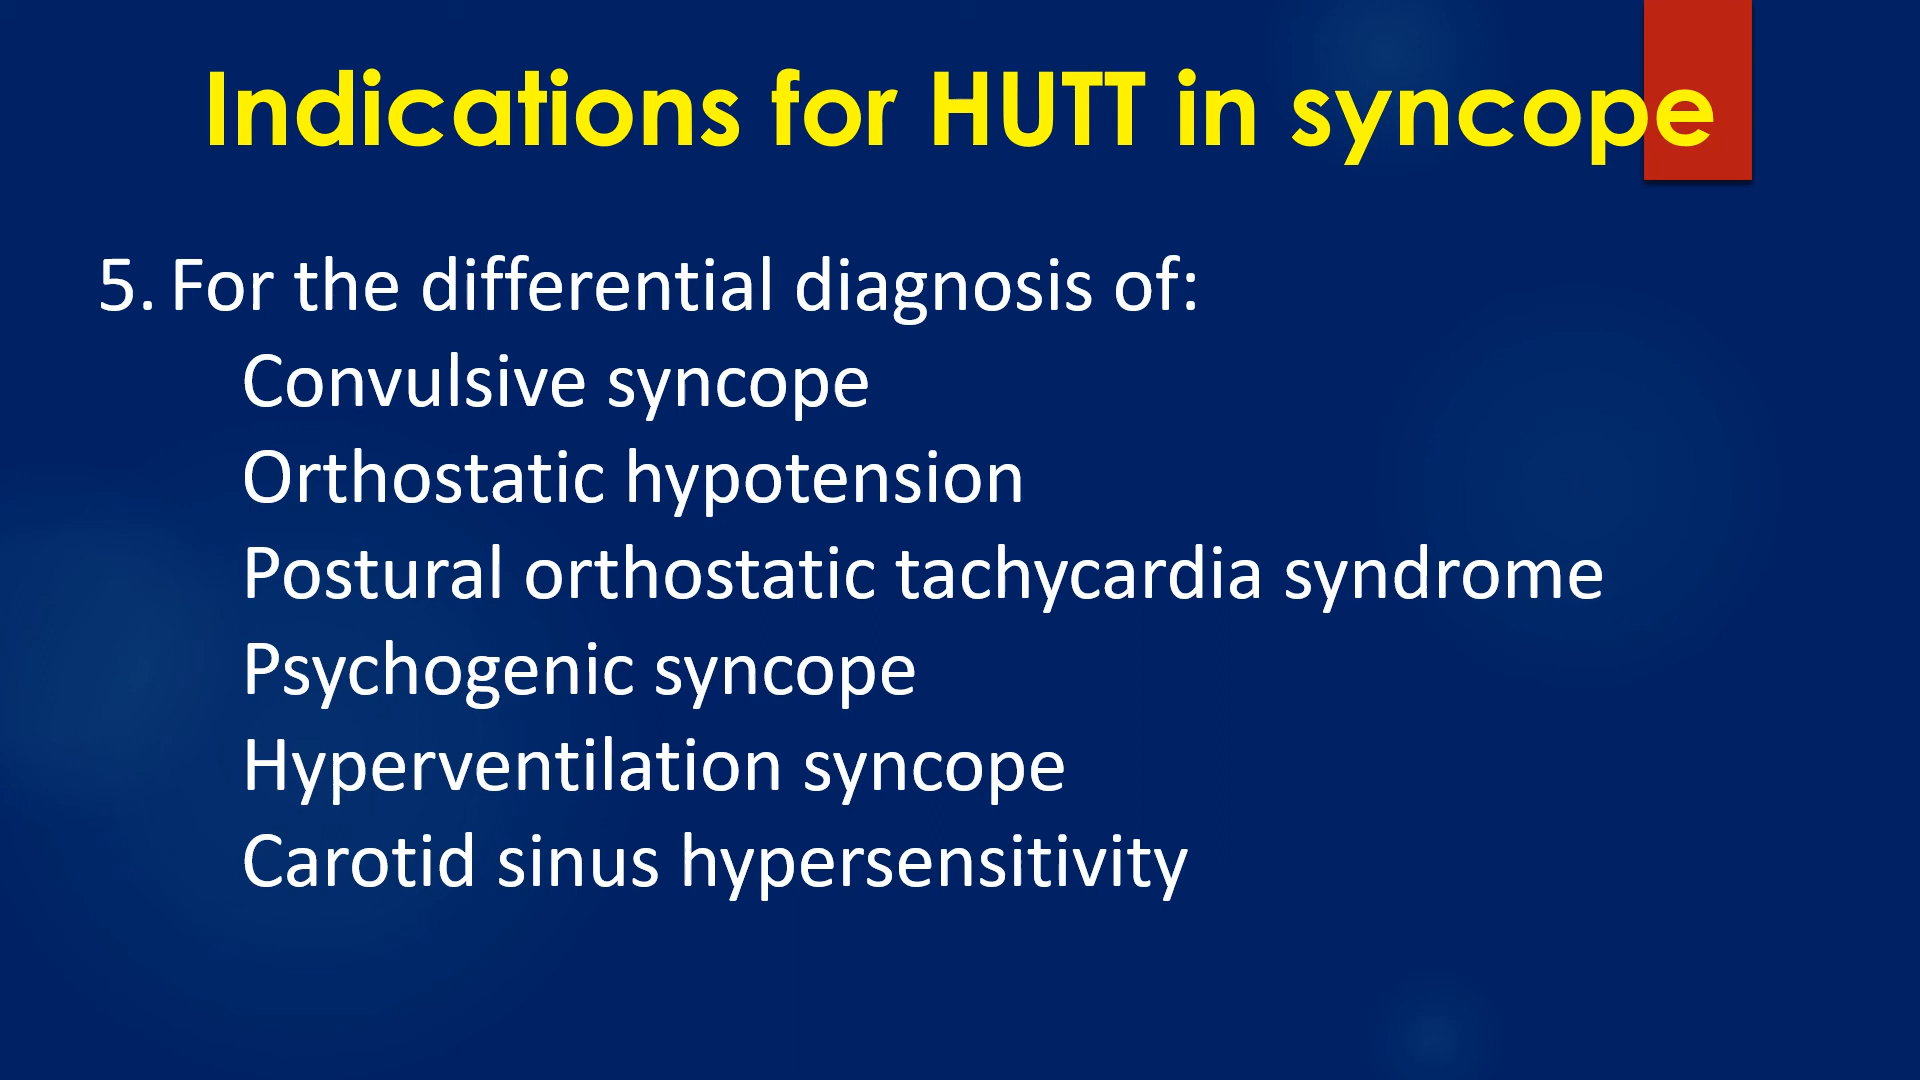 Indications for HUTT in syncope
5. For the differential diagnosis of:
Convulsive syncope
Orthostatic hypotension
Postural orthostatic tachycardia syndrome
Psychogenic syncope
Hyperventilation syncope
Carotid sinus hypersensitivity